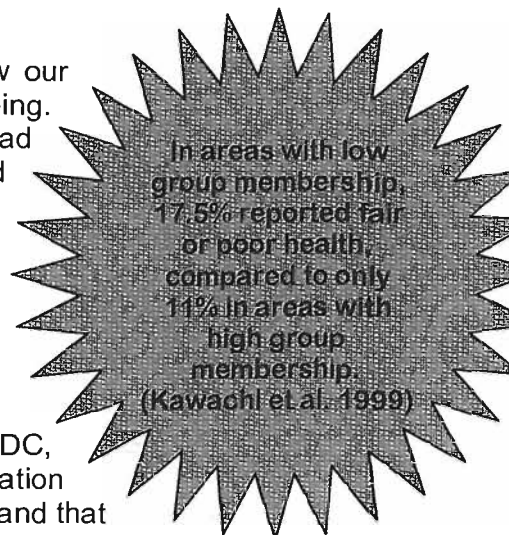 w our
ing.
ad
d
In areas with low
group membership,
17.5% reported fair
or poor health,
compared to only
11% in areas with
high group
membership.
(Kawachi et al. 1999)
DC,
ation
and that